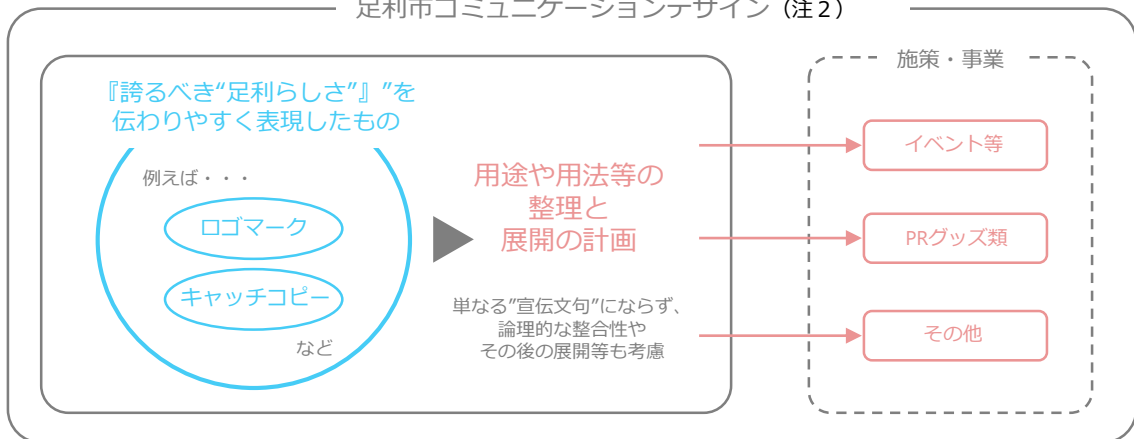 足利市コミュニケーションデザイン（注２）
施策・事業
『誇るべき“足利らしさ”』”を
伝わりやすく表現したもの
例えば・・・
ロゴマーク
キャッチコピー
など
用途や用法等の
整理と
展開の計画
単なる”宣伝文句”にならず、
論理的な整合性や
その後の展開等も考慮
イベント等
PRグッズ類
その他